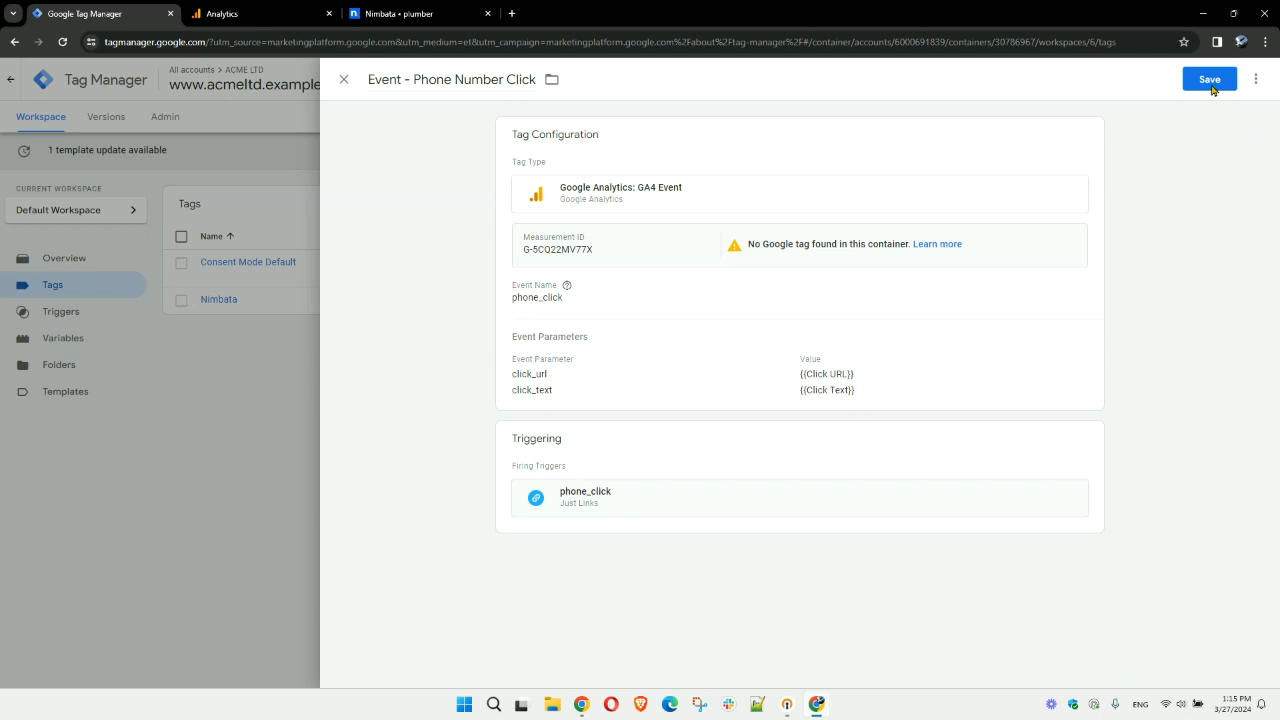 Google Tag Manager
Analytics
Nimbata • plumber
tagmanager.google.com/?utm_source=marketingplatform.google.com&utm_medium=et&utm_campaign=marketingplatform.google.com%2Fabout%2Ftag-manager%2F#/container/accounts/6000691839/containers/30786967/workspaces/6/tags
Tag Manager
All accounts > ACME LTD
www.acmeltd.example
Event - Phone Number Click
Save
Workspace
Versions
Admin
1 template update available
CURRENT WORKSPACE
Default Workspace
Overview
Tags
Triggers
Variables
Folders
Templates
Tags
Name
Consent Mode Default
Nimbata
Tag Configuration
Tag Type
Google Analytics: GA4 Event
Google Analytics
Measurement ID
G-5CQ22MV77X
No Google tag found in this container. Learn more
Event Name
phone_click
Event Parameters
Event Parameter Value
click_url {{Click URL}}
click_text {{Click Text}}
Triggering
Firing Triggers
phone_click
Just Links
ENG
1:15 PM
3/27/2024